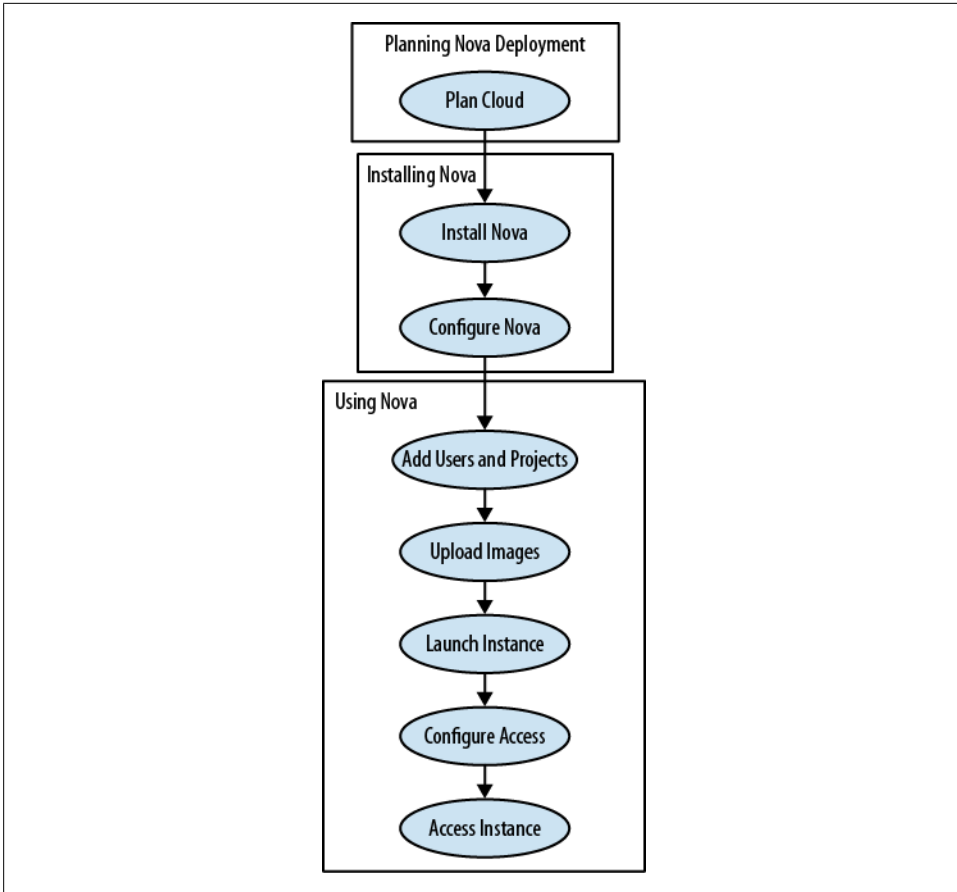 Planning Nova Deployment
Plan Cloud
Installing Nova
Install Nova
Configure Nova
Using Nova
Add Users and Projects
Upload Images
Launch Instance
Configure Access
Access Instance